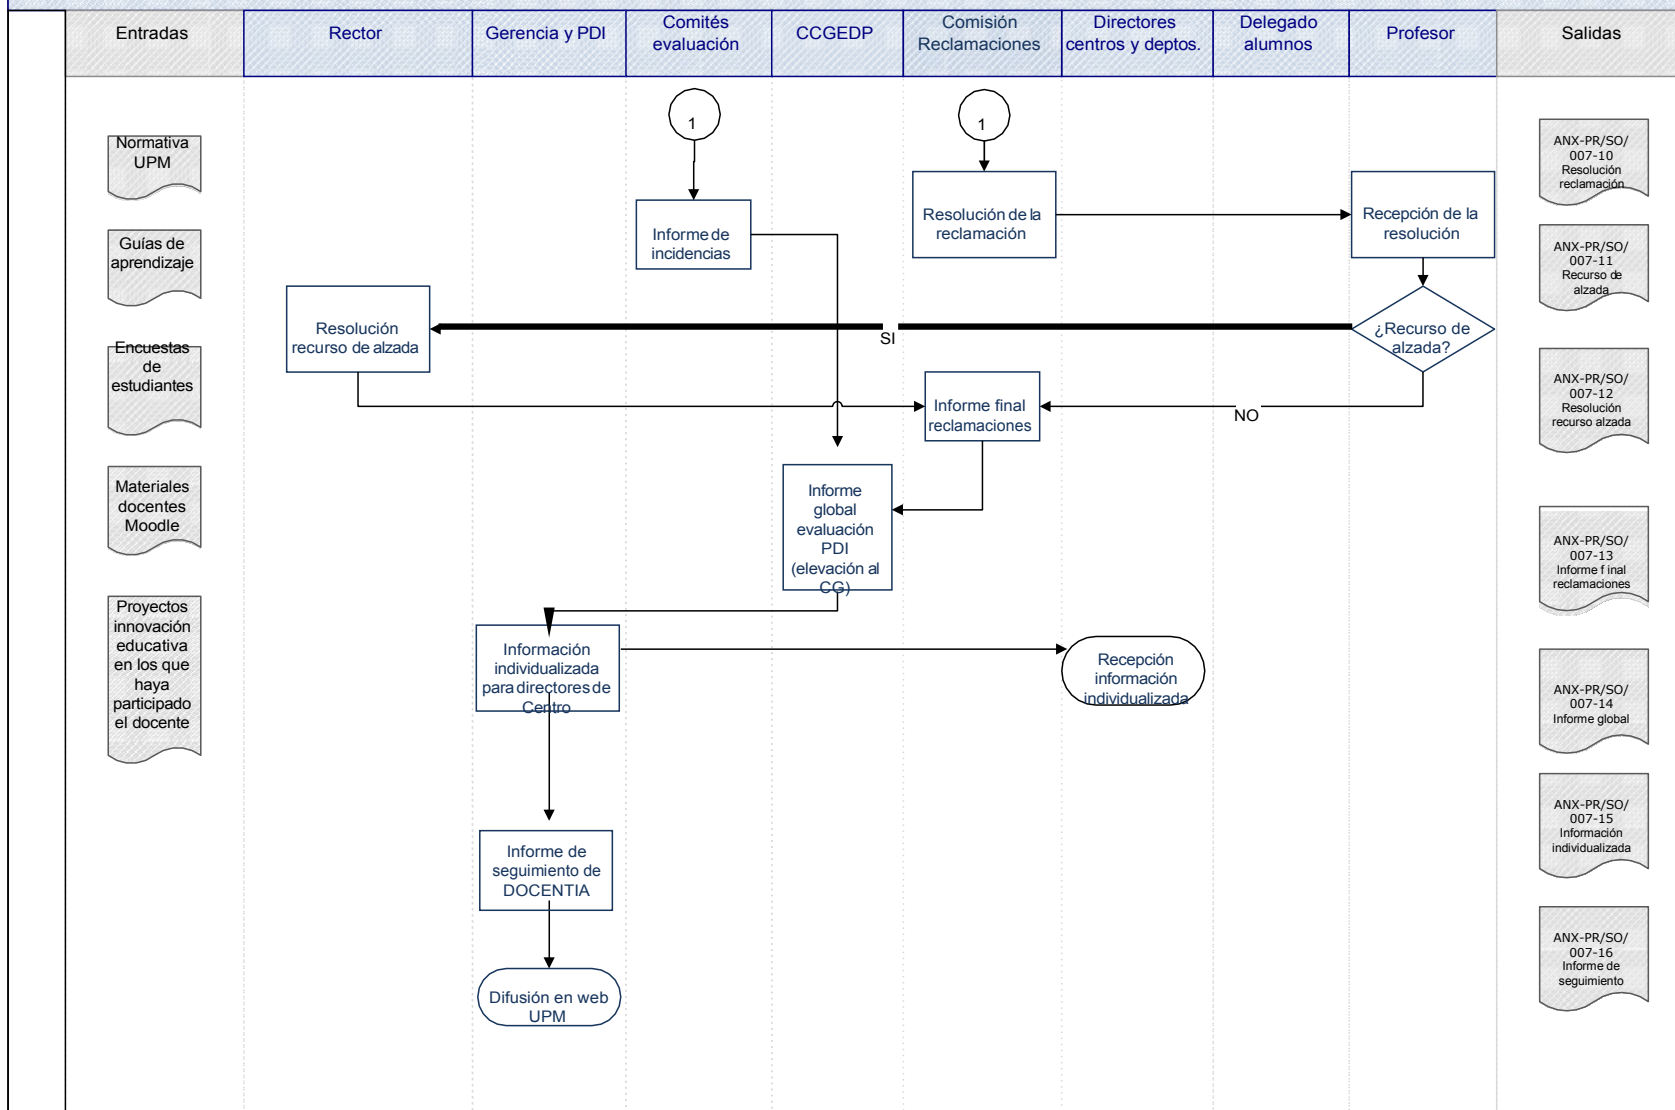 Entradas
Rector
Gerencia y PDI
Comités
evaluación
CCGEDP
Comisión
Reclamaciones
Directores
centros y deptos.
Delegado
alumnos
Profesor
Salidas
1
1
Normativa
UPM
Guías de
aprendizaje
Encuestas
de
estudiantes
Materiales
docentes
Moodle
Proyectos
innovación
educativa
en los que
haya
participado
el docente
Informe de
incidencias
Resolución de la
reclamación
Recepción de la
resolución
Resolución
recurso de alzada
SI
¿Recurso de
alzada?
Informe final
reclamaciones
NO
Informe
global
evaluación
PDI
(elevación al
CG)
Información
individualizada
para directores de
Centro
Recepción
información
individualizada
Informe de
seguimiento de
DOCENTIA
Difusión en web
UPM
ANX-PR/SO/
007-10
Resolución
reclamación
ANX-PR/SO/
007-11
Recurso de
alzada
ANX-PR/SO/
007-12
Resolución
recurso alzada
ANX-PR/SO/
007-13
Informe f inal
reclamaciones
ANX-PR/SO/
007-14
Informe global
ANX-PR/SO/
007-15
Información
individualizada
ANX-PR/SO/
007-16
Informe de
seguimiento